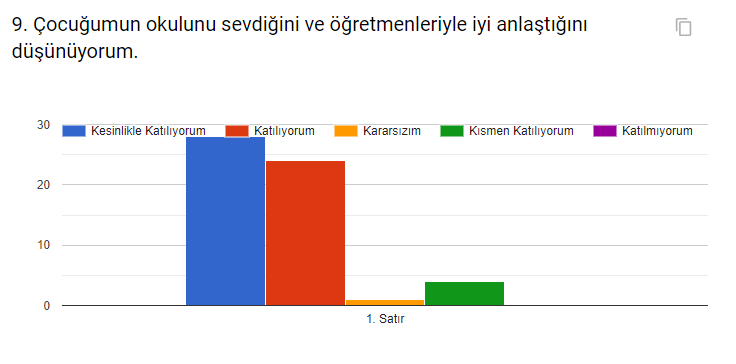 9. Çocuğumun okulunu sevdiğini ve öğretmenleriyle iyi anlaştığını
düşünüyorum.
30
Kesinlikle Katılıyorum
Katılıyorum
Kararsızım
Kısmen Katılıyorum
Katılmıyorum
20
10
0
1. Satır